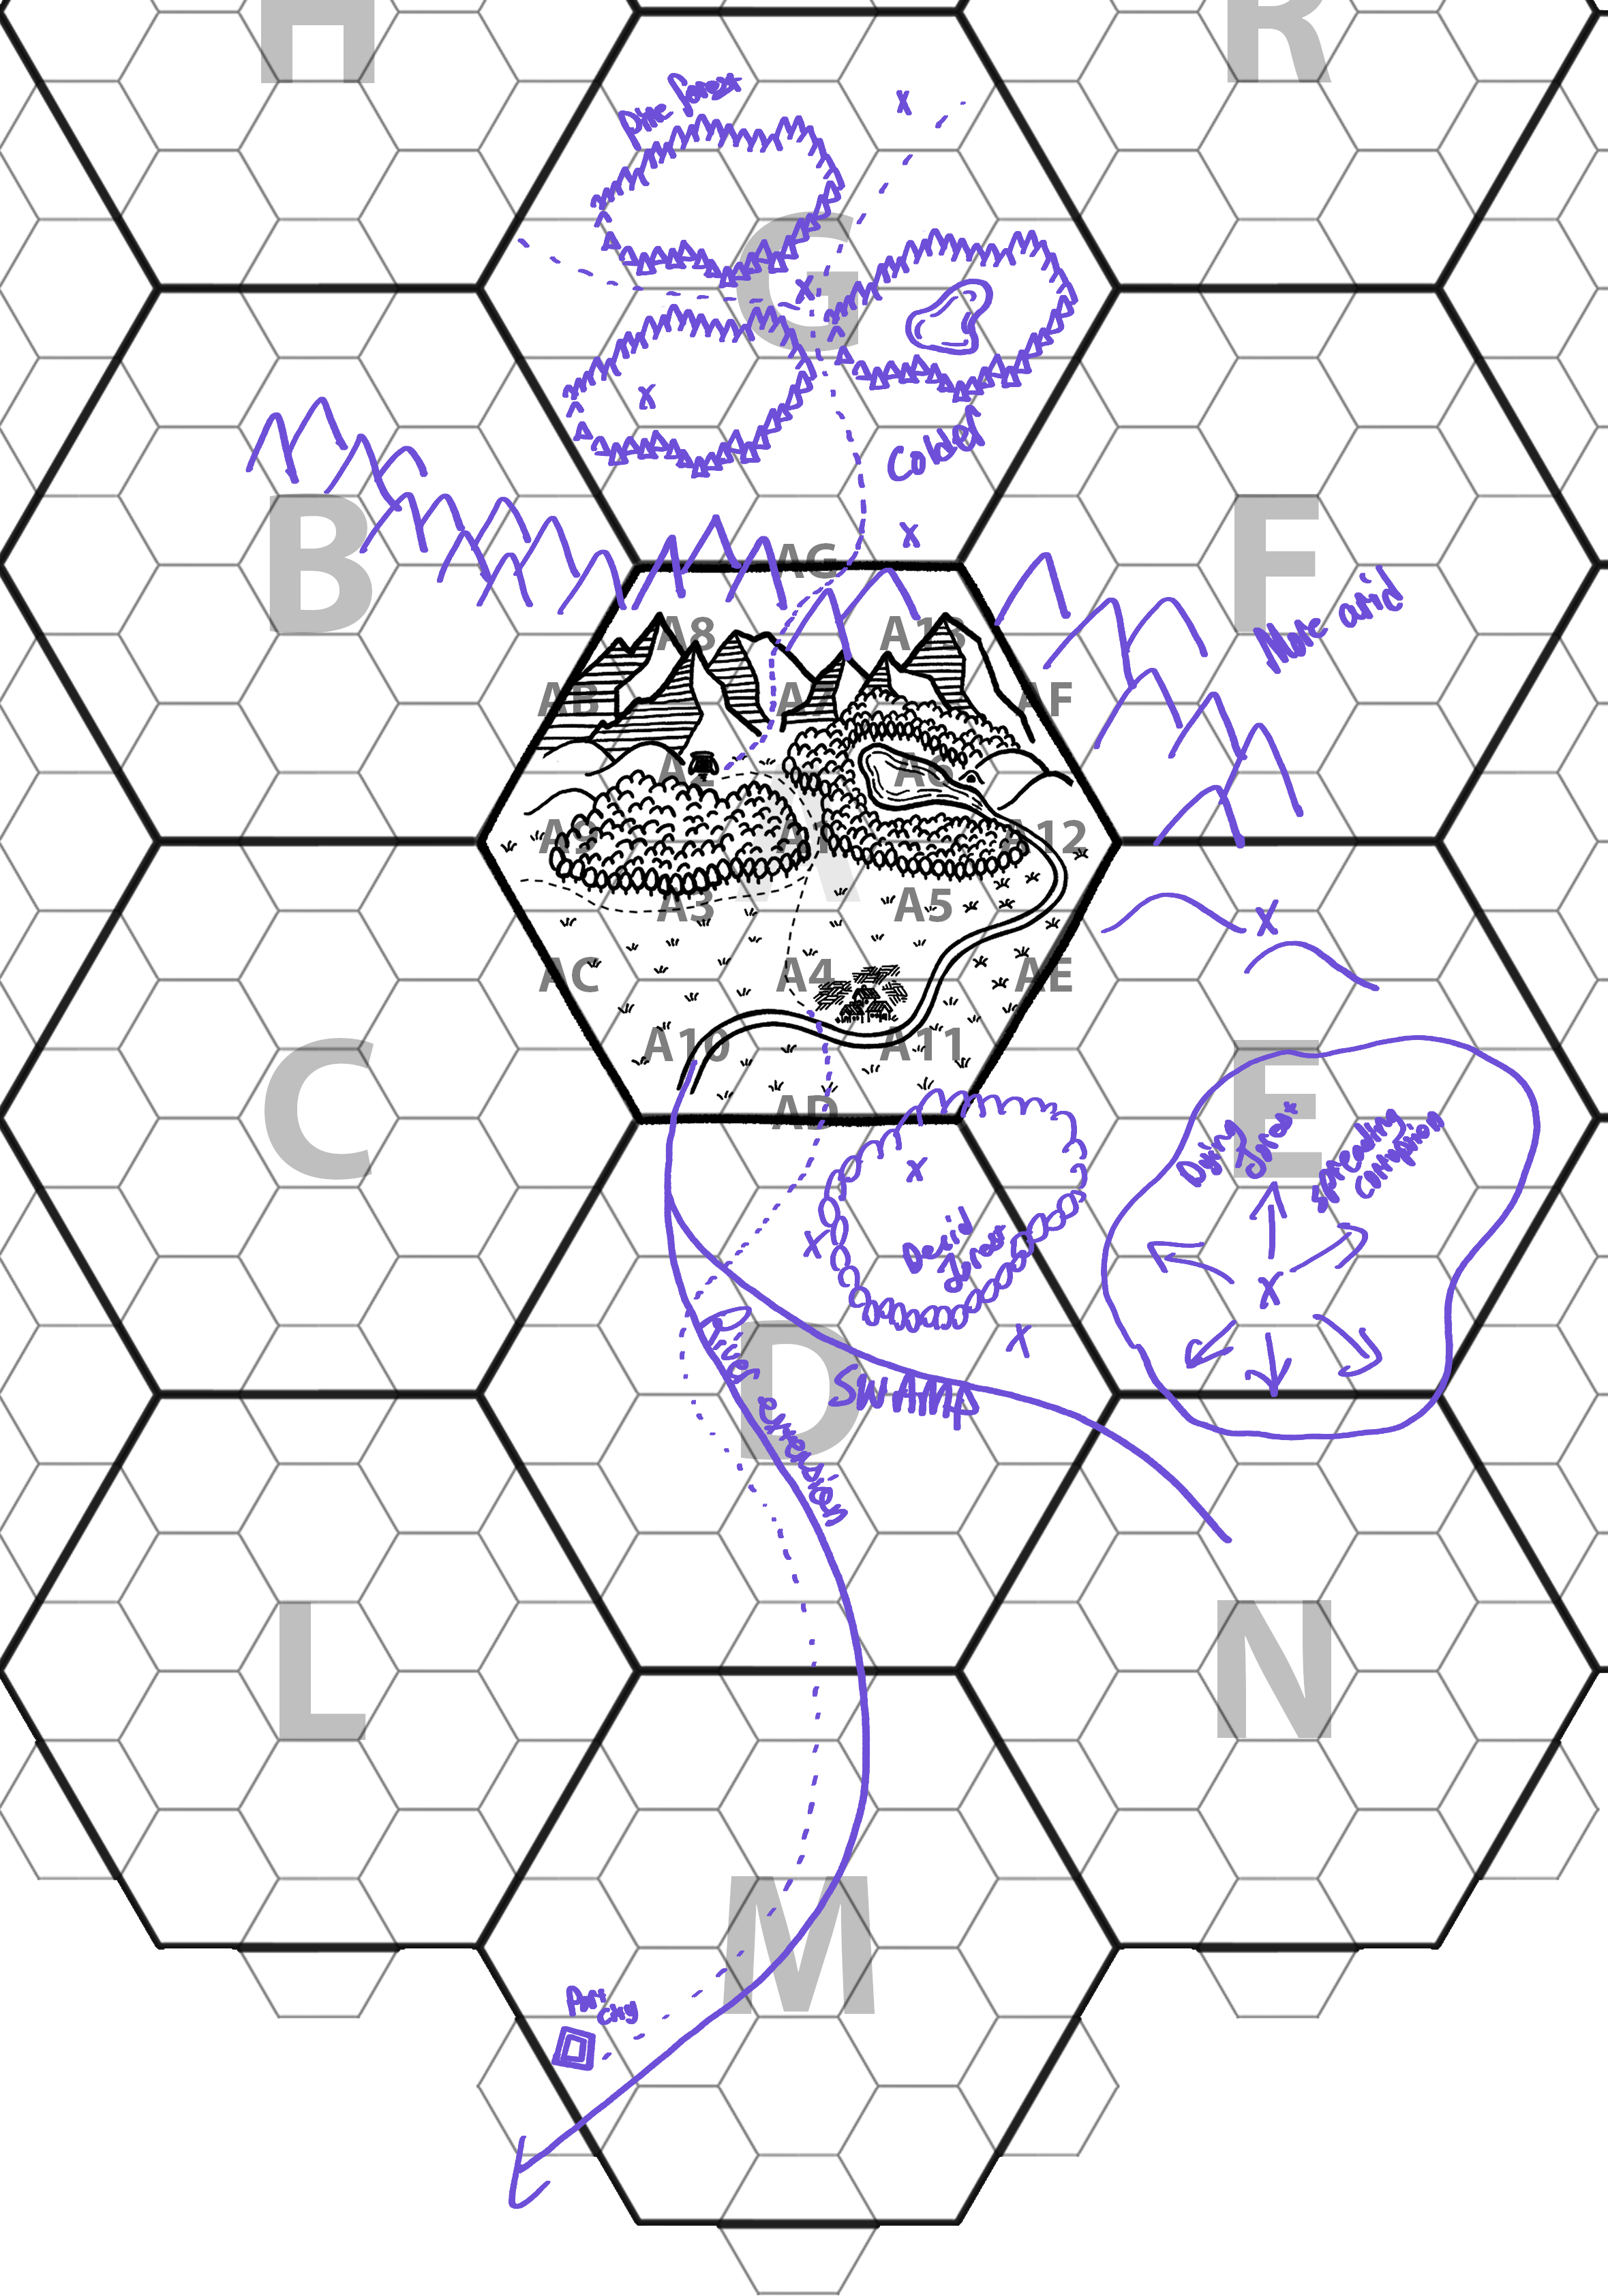 H
R
Pine forest
G
Colder
B
F
More arid
AG
A8
A13
AB
A7
AF
A2
A6
A9
A1
A12
A
A3
A5
AC
A4
AE
A10
A11
AD
C
E
Dying
forest
Spreading
corruption
Decid
forest
D
River
SWAMP
L
N
M
Port
city